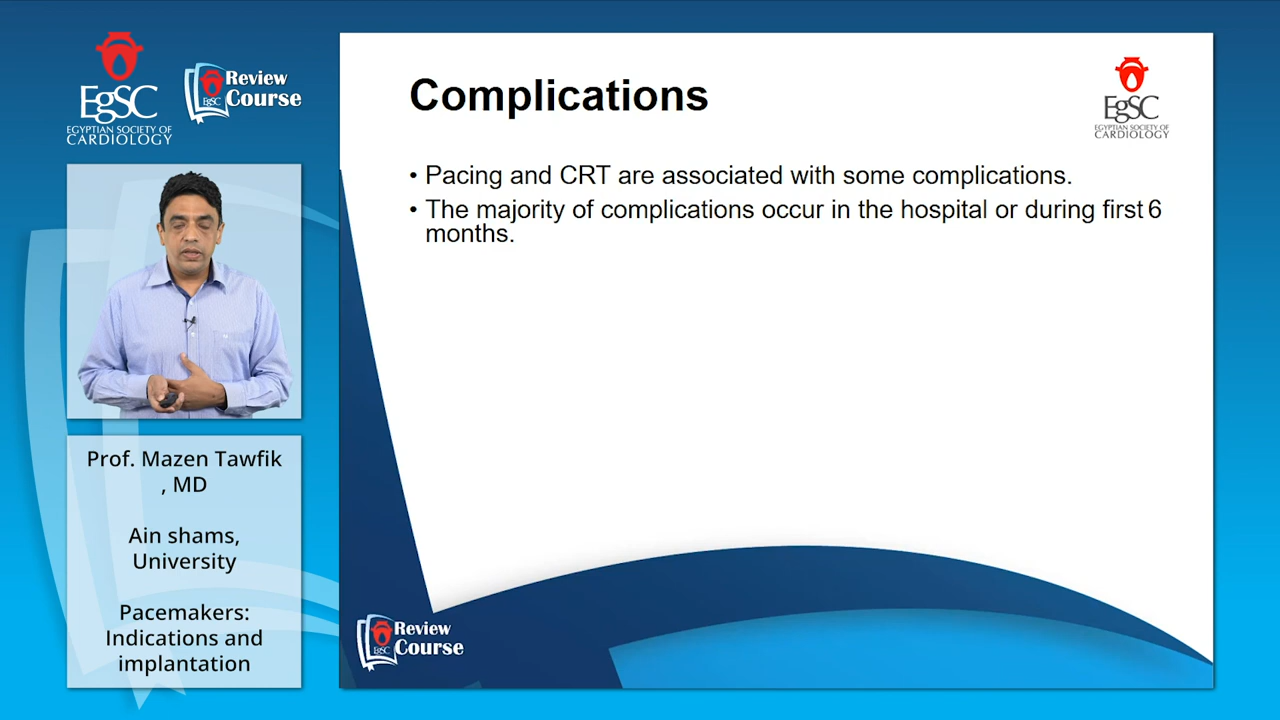 EgSC
EGYPTIAN SOCIETY OF
CARDIOLOGY
Review
Course
EgSC
Prof. Mazen Tawfik
, MD
Ain shams,
University
Pacemakers:
Indications and
implantation
Complications
EgSC
EGYPTIAN SOCIETY OF
CARDIOLOGY
• Pacing and CRT are associated with some complications.
• The majority of complications occur in the hospital or during first 6
months.
Review
Course
EgSC